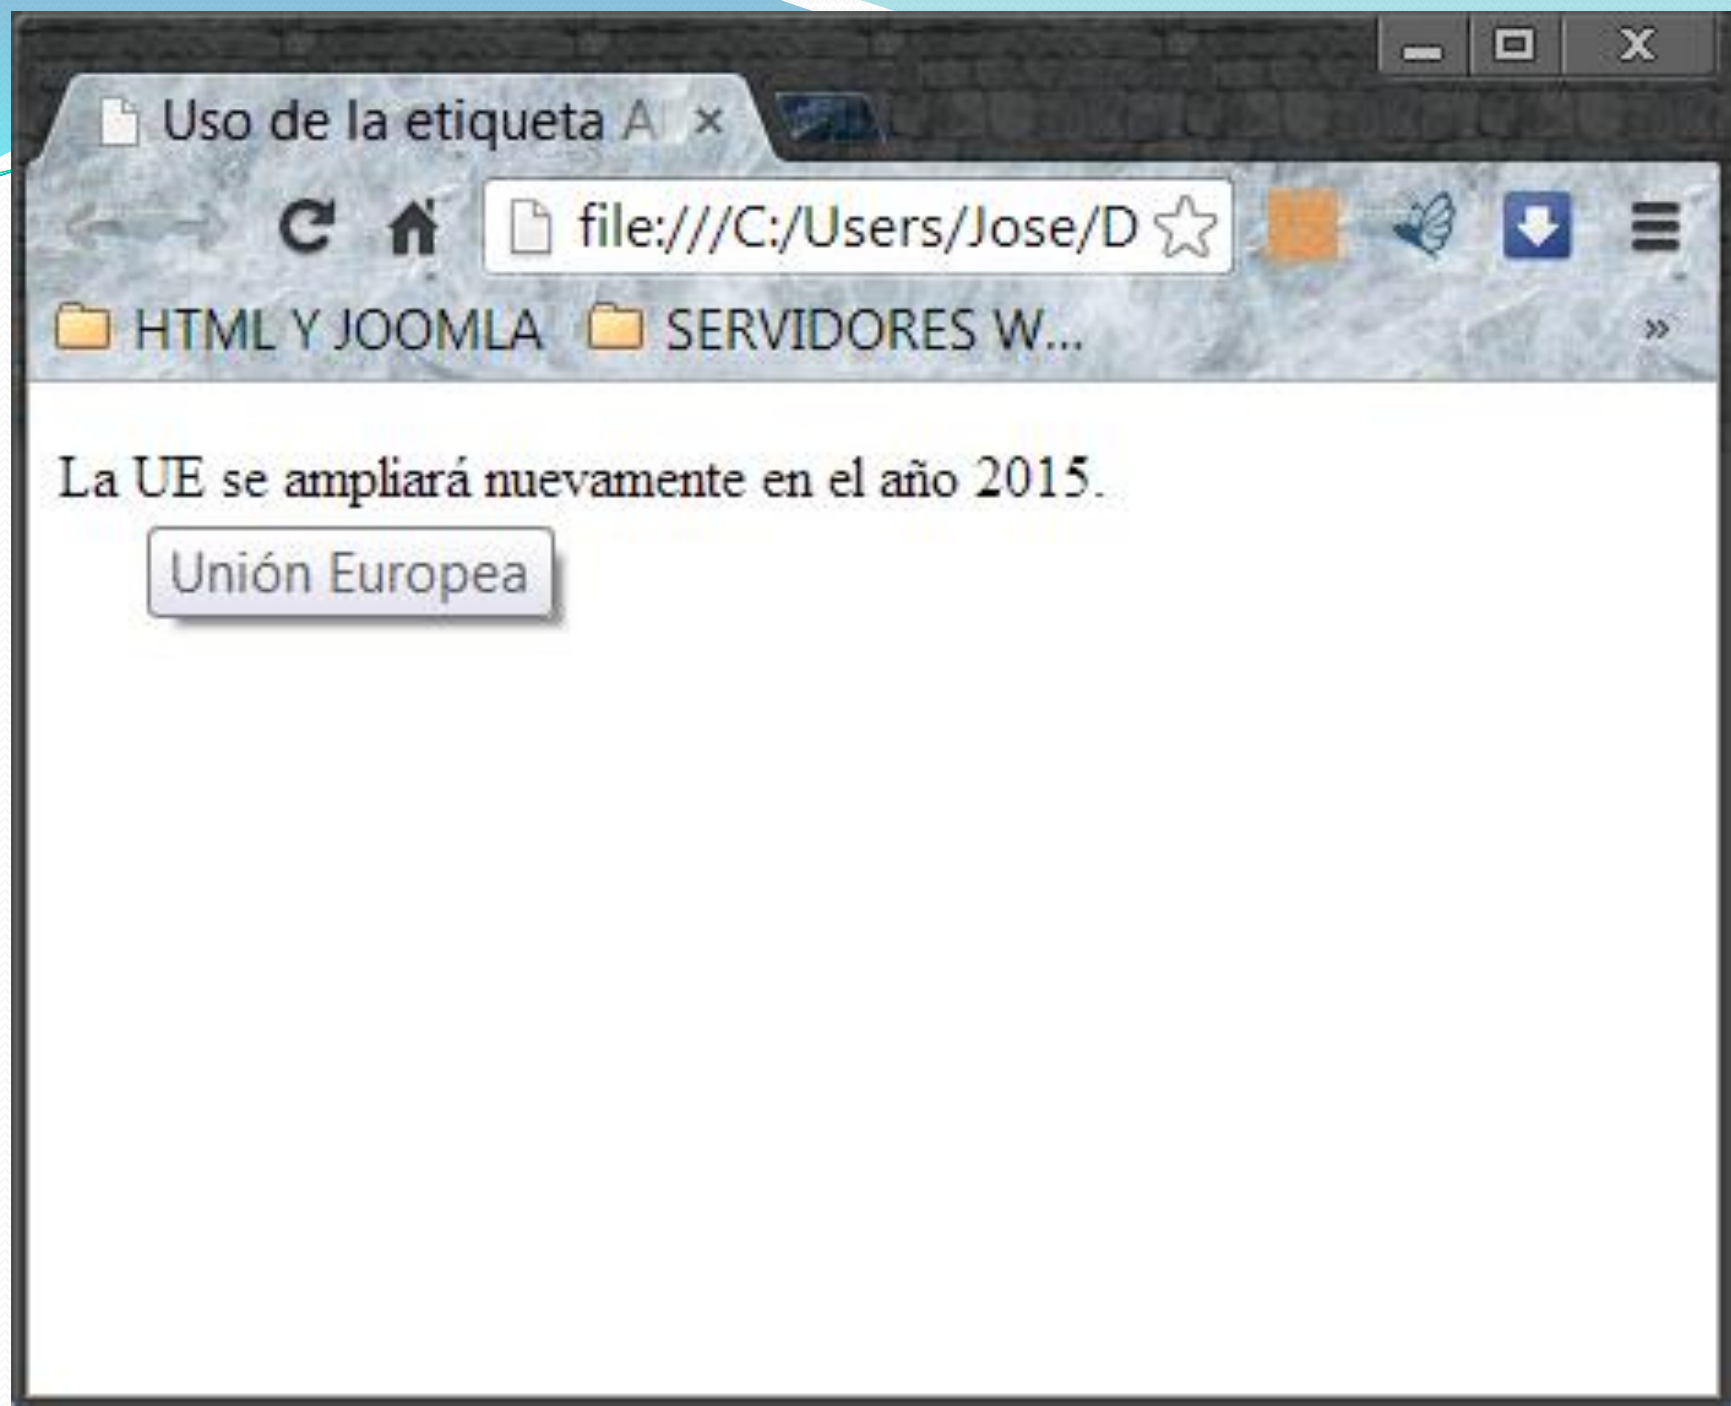 Uso de la etiqueta A
file:///C:/Users/Jose/D
HTML Y JOOMLA SERVIDORES W...
La UE se ampliará nuevamente en el año 2015.
Unión Europea